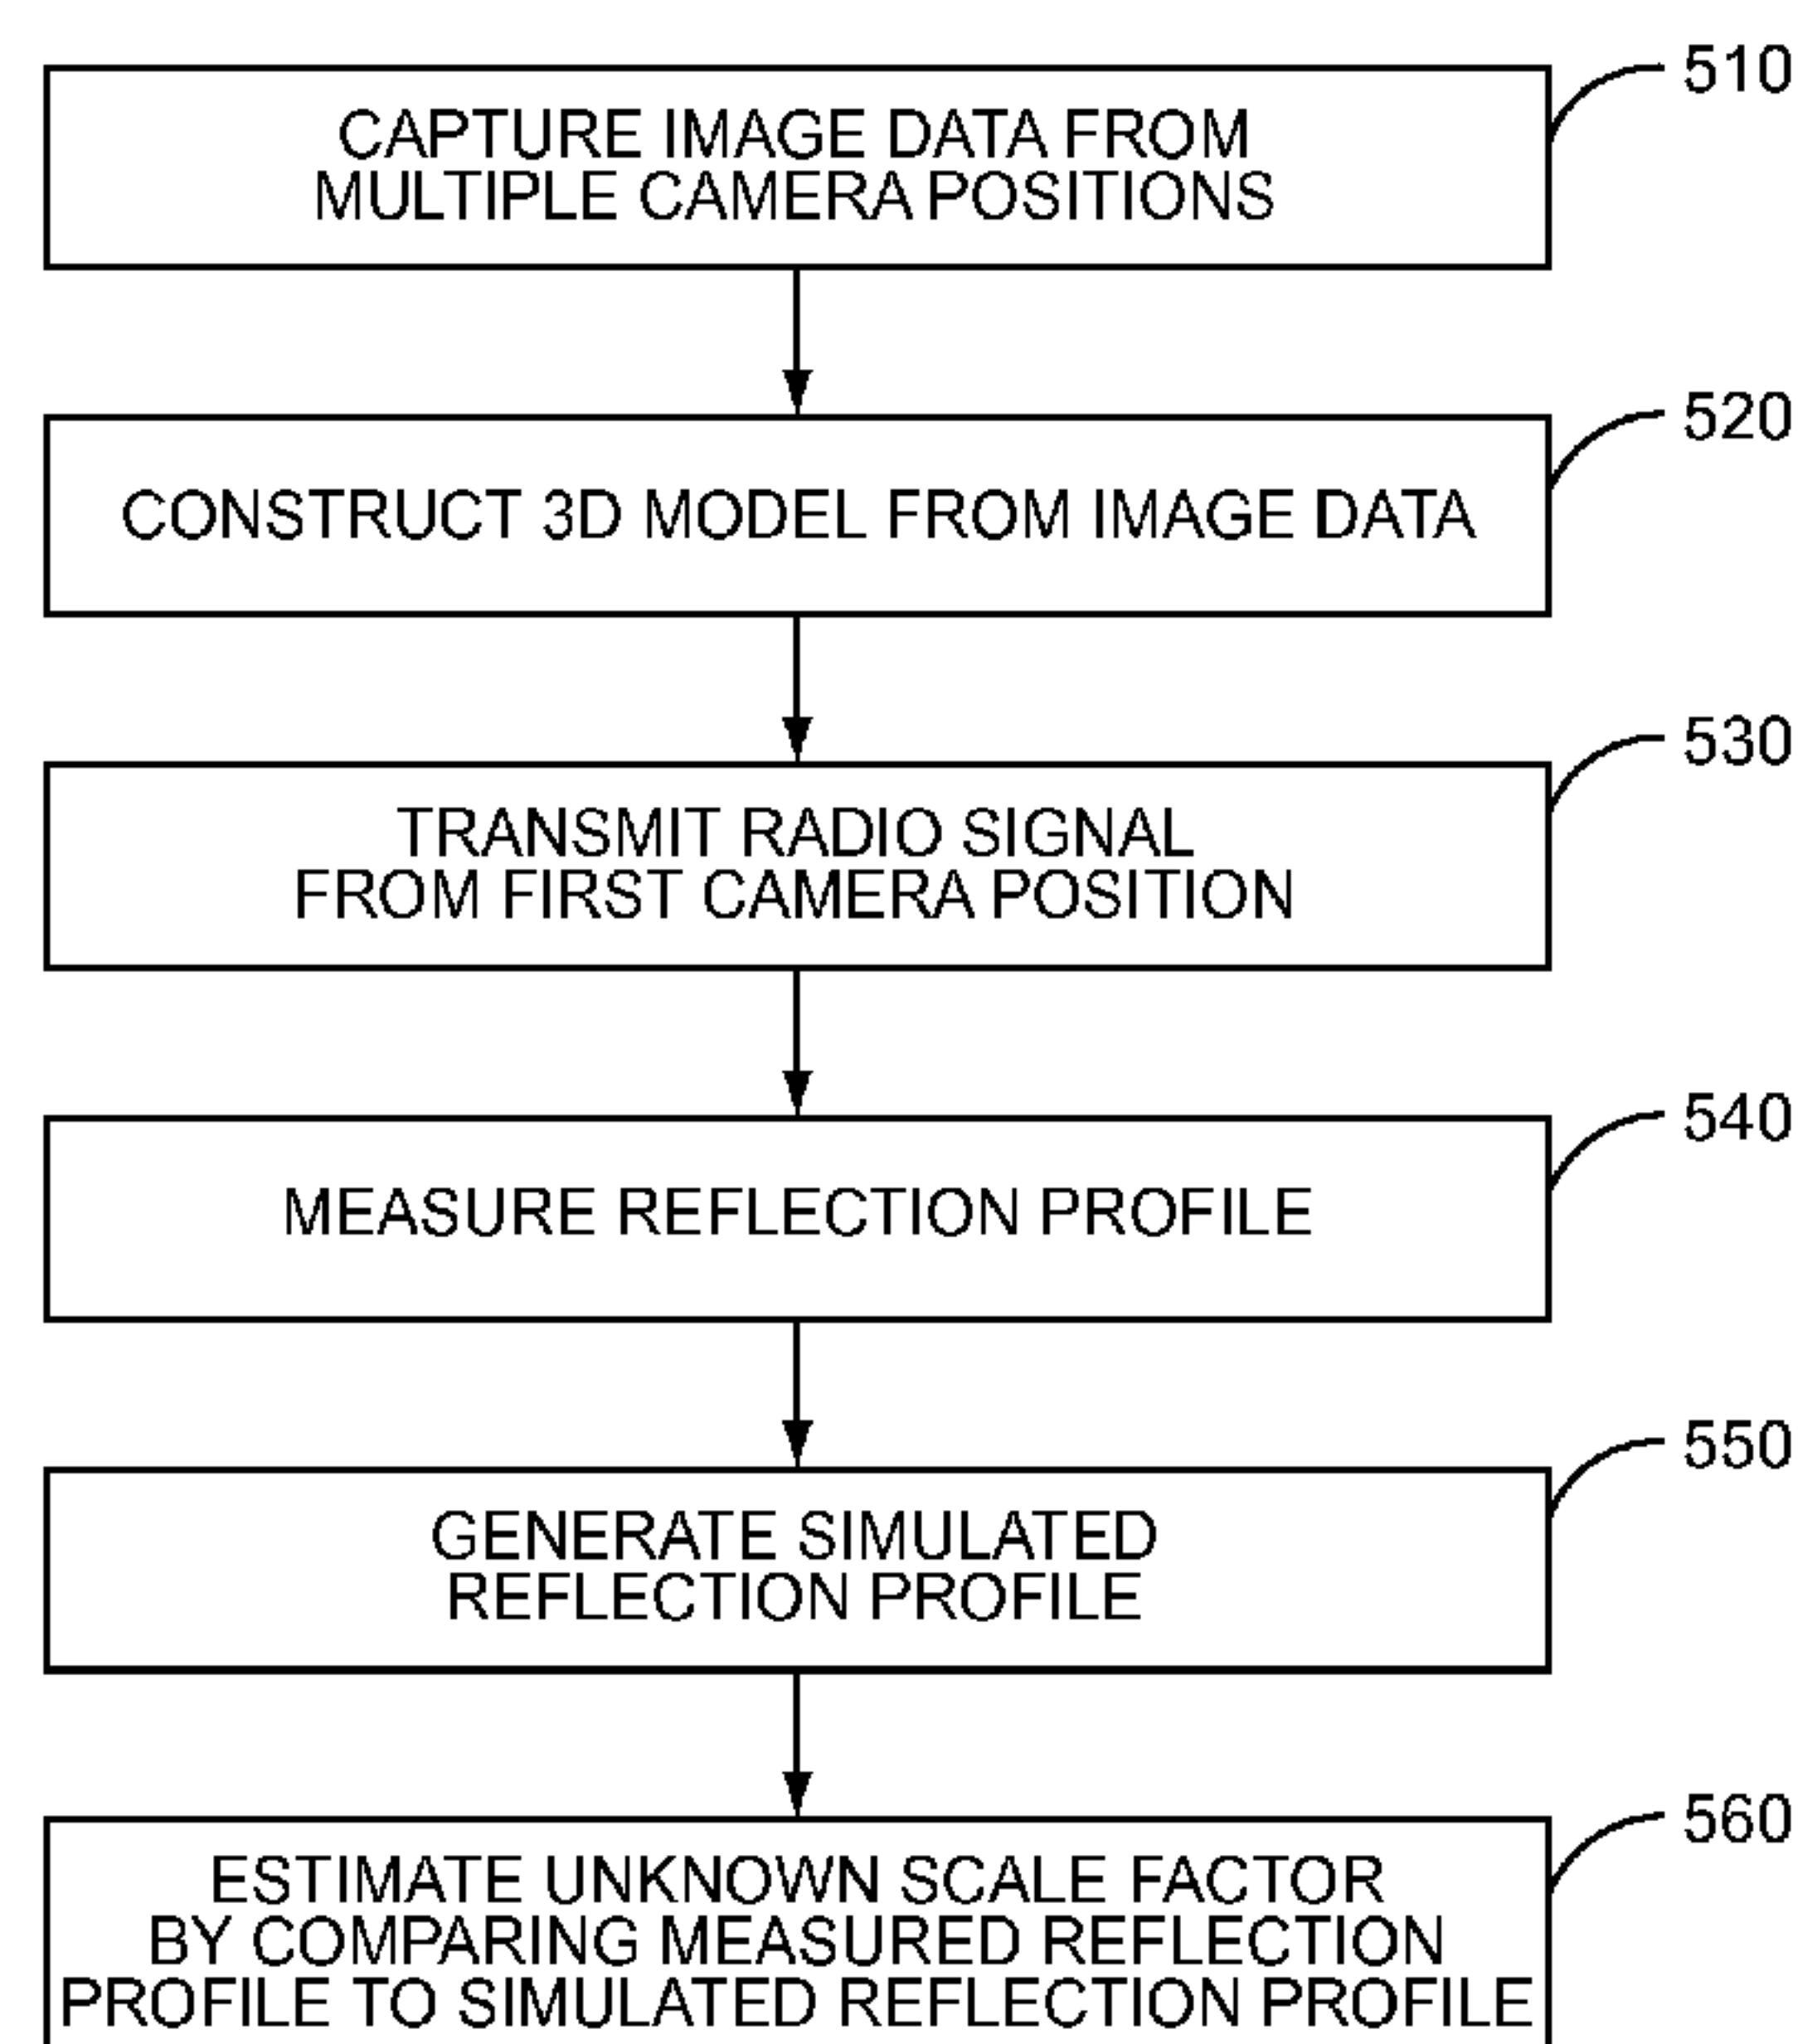 510
CAPTURE IMAGE DATA FROM
MULTIPLE CAMERA POSITIONS
520
CONSTRUCT 3D MODEL FROM IMAGE DATA
530
TRANSMIT RADIO SIGNAL
FROM FIRST CAMERA POSITION
540
MEASURE REFLECTION PROFILE
550
GENERATE SIMULATED
REFLECTION PROFILE
560
ESTIMATE UNKNOWN SCALE FACTOR
BY COMPARING MEASURED REFLECTION
PROFILE TO SIMULATED REFLECTION PROFILE